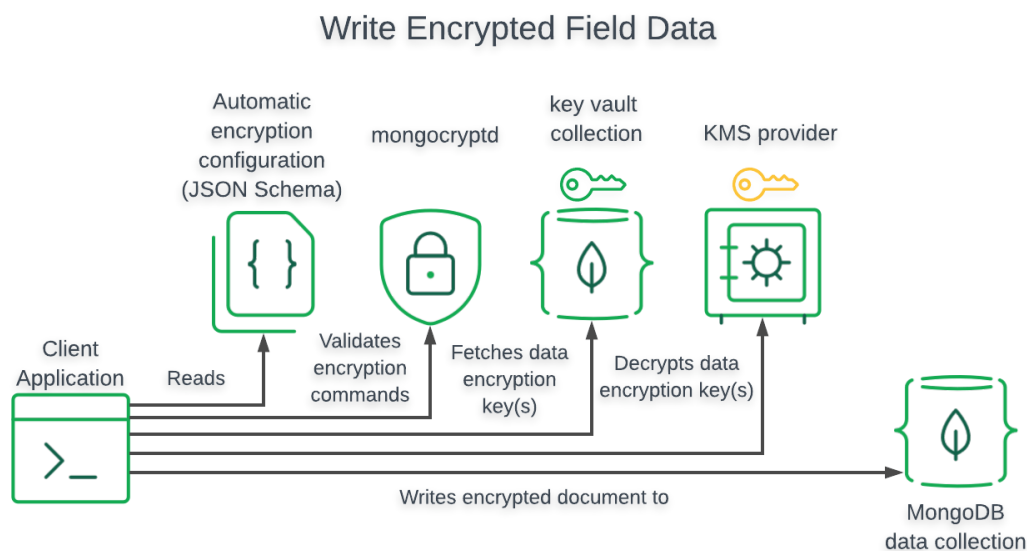 Write Encrypted Field Data
Automatic
encryption
configuration
(JSON Schema)
mongocryptd
key vault
collection
KMS provider
{ }
Client
Application
Reads
Validates
encryption
commands
Fetches data
encryption
key(s)
Decrypts data
encryption key(s)
>_
Writes encrypted document to
MongoDB
data collection